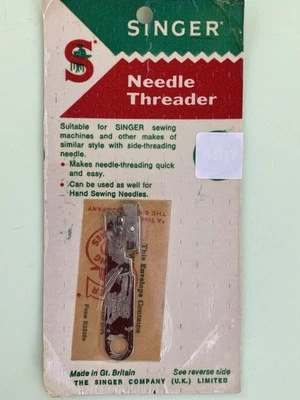 SINGER
S
Needle
Threader
Suitable for SINGER sewing
machines and other makes of
similar style with side-threading
needle.
• Makes needle-threading quick
and easy.
• Can be used as well for
Hand Sewing Needles.
This Envelope Contains
Made in Gt. Britain
See reverse side
THE SINGER COMPANY (U.K.) LIMITED